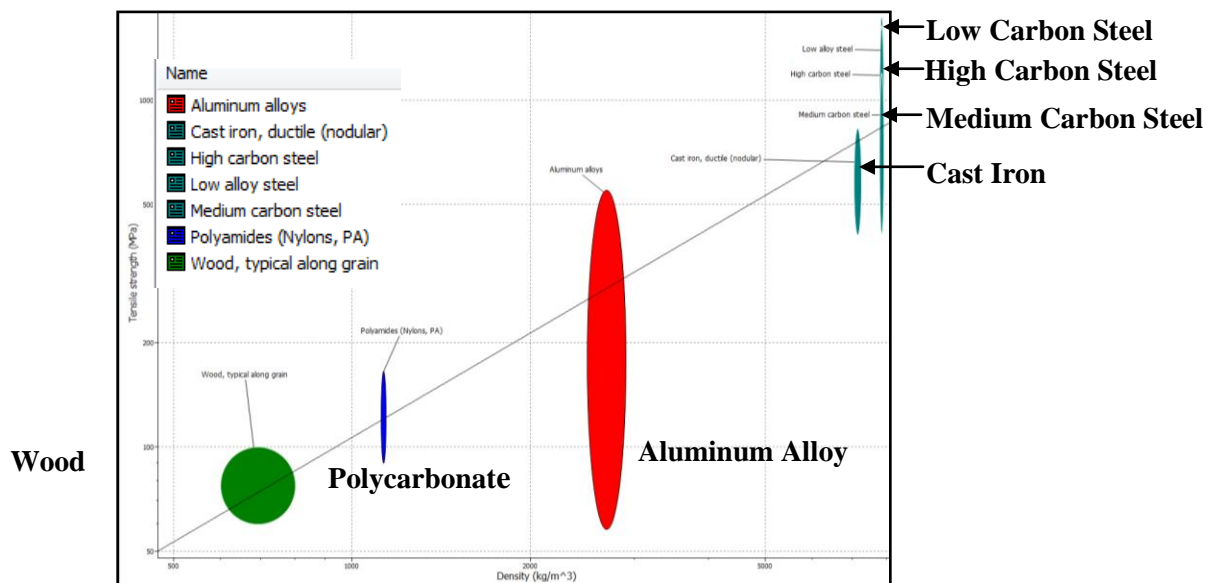 Low Carbon Steel
Low alloy steel
Name
High carbon steel
High Carbon Steel
Aluminum alloys
1000
Cast iron, ductile (nodular)
Medium carbon steel
Medium Carbon Steel
High carbon steel
Low alloy steel
Cast iron, ductile (nodular)
Cast Iron
Aluminum alloys
Medium carbon steel
500
Polyamides (Nylons, PA)
Wood, typical along grain
Tensile strength (MPa)
200
Polyamides (Nylons, PA)
Wood, typical along grain
100
Wood
Polycarbonate
Aluminum Alloy
50
500
1000
2000
5000
Density (kg/m^3)